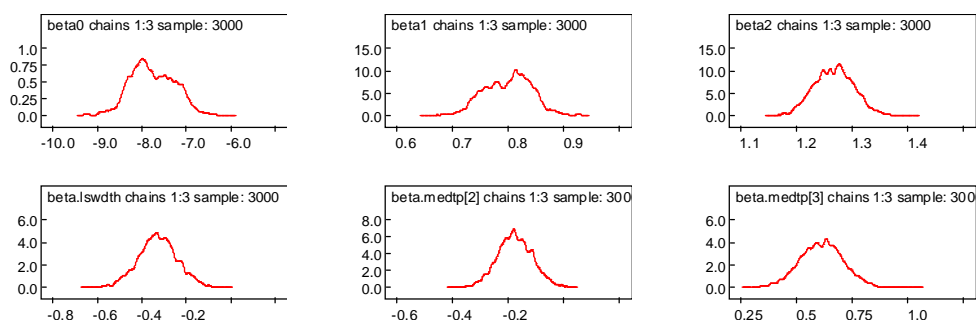 beta0 chains 1:3 sample: 3000
1.0
0.75
0.5
0.25
0.0
-10.0 -9.0 -8.0 -7.0 -6.0
beta1 chains 1:3 sample: 3000
15.0
10.0
5.0
0.0
0.6 0.7 0.8 0.9
beta2 chains 1:3 sample: 3000
15.0
10.0
5.0
0.0
1.1 1.2 1.3 1.4
beta.lswdth chains 1:3 sample: 3000
6.0
4.0
2.0
0.0
-0.8 -0.6 -0.4 -0.2
beta.medtp[2] chains 1:3 sample: 300
8.0
6.0
4.0
2.0
0.0
-0.6 -0.4 -0.2
beta.medtp[3] chains 1:3 sample: 300
6.0
4.0
2.0
0.0
0.25 0.5 0.75 1.0